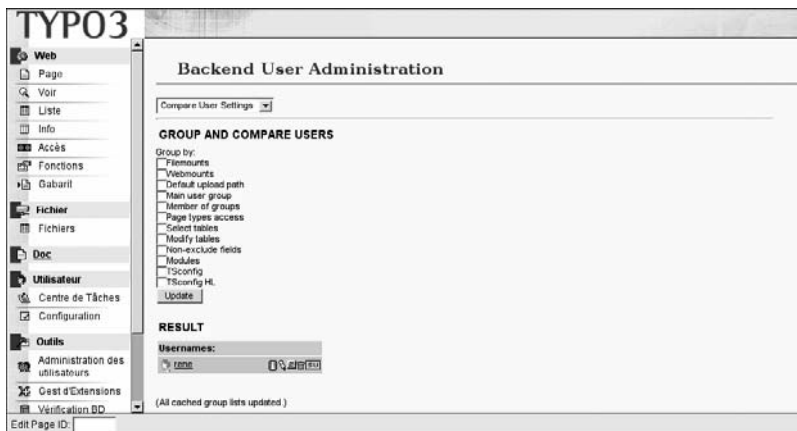 TYPO3
Web
Page
Voir
Liste
Info
Accès
Fonctions
Gabarit
Fichier
Fichiers
Doc
Utilisateur
Centre de Tâches
Configuration
Outils
Administration des
utilisateurs
Gest d'Extensions
Vérification BD
Edit Page ID:
Backend User Administration
Compare User Settings
GROUP AND COMPARE USERS
Group by:
Filemounts
Webmounts
Default upload path
Main user group
Member of groups
Page types access
Select tables
Modify tables
Non-exclude fields
Modules
TSconfig
TSconfig HL
Update
RESULT
Usernames:
(All cached group lists updated.)